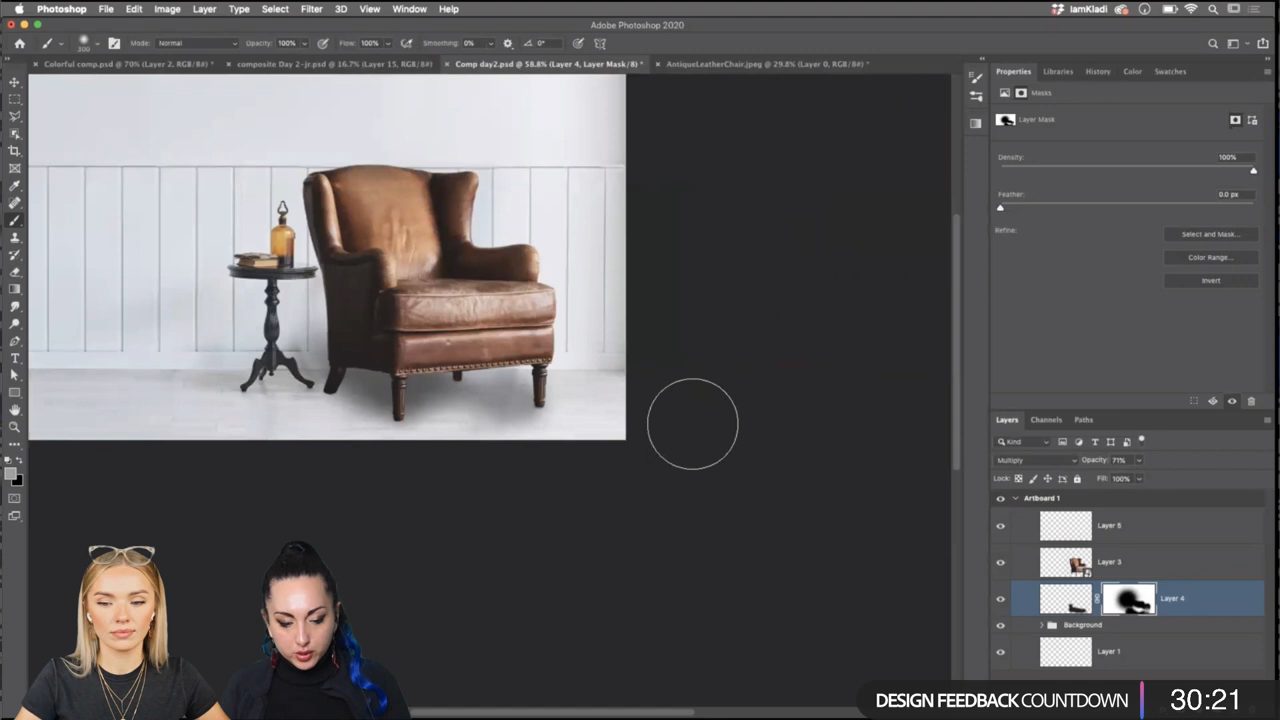 Photoshop File Edit Image Layer Type Select Filter 3D View Window Help
IamKladi
Adobe Photoshop 2020
300 Mode: Normal Opacity: 100% Flow: 100% Smoothing: 0% 0°
Colorful comp.psd @ 70% (Layer 2, RGB/8#) *
composite Day 2-jr.psd @ 16.7% (Layer 15, RGB/8#)
Comp day2.psd @ 58.8% (Layer 4, Layer Mask/8) *
AntiqueLeatherChair.jpeg @ 29.8% (Layer 0, RGB/8#) *
Properties Libraries History Color Swatches
Masks
Layer Mask
Density: 100%
Feather: 0.0 px
Refine: Select and Mask...
Color Range...
Invert
Layers Channels Paths
Kind
Multiply Opacity: 71%
Lock: Fill: 100%
Artboard 1
Layer 5
Layer 3
Layer 4
Background
Layer 1
DESIGN FEEDBACK COUNTDOWN 30:21